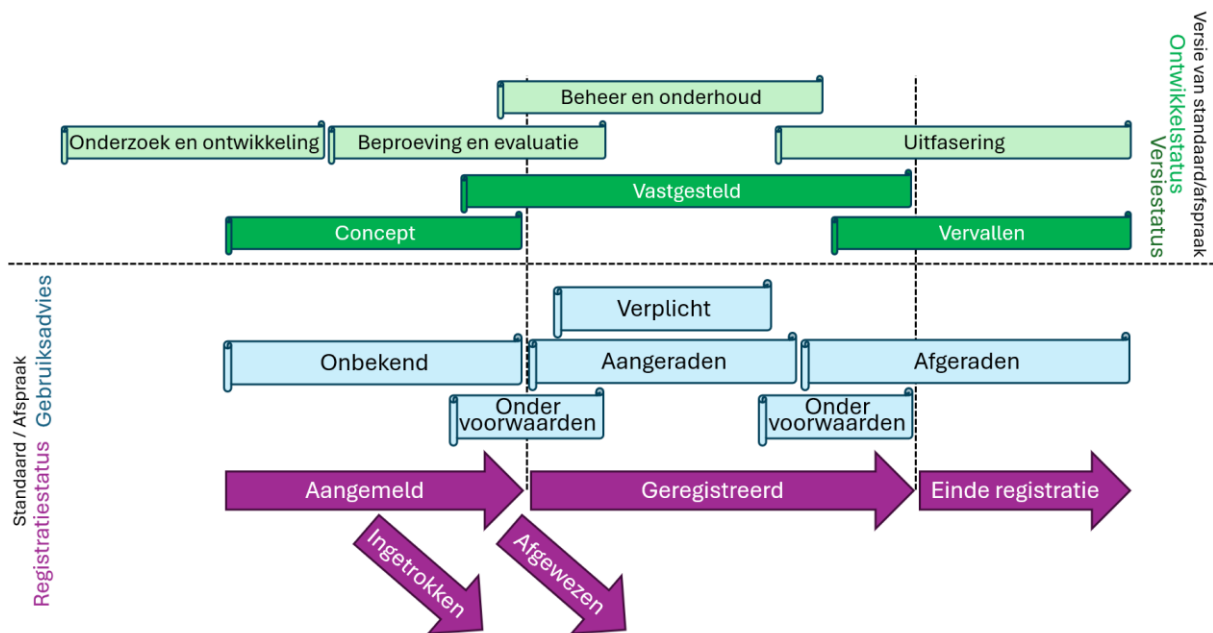 Beheer en onderhoud
Onderzoek en ontwikkeling
Beproeving en evaluatie
Uitfasering
Vastgesteld
Concept
Vervallen
Versie van standaard/afspraak
Ontwikkelstatus
Versiestatus
Standaard / Afspraak
Gebruiksadvies
Registratiestatus
Verplicht
Onbekend
Aangeraden
Afgeraden
Onder
voorwaarden
Onder
voorwaarden
Aangemeld
Geregistreerd
Einde registratie
Ingetrokken
Afgewezen